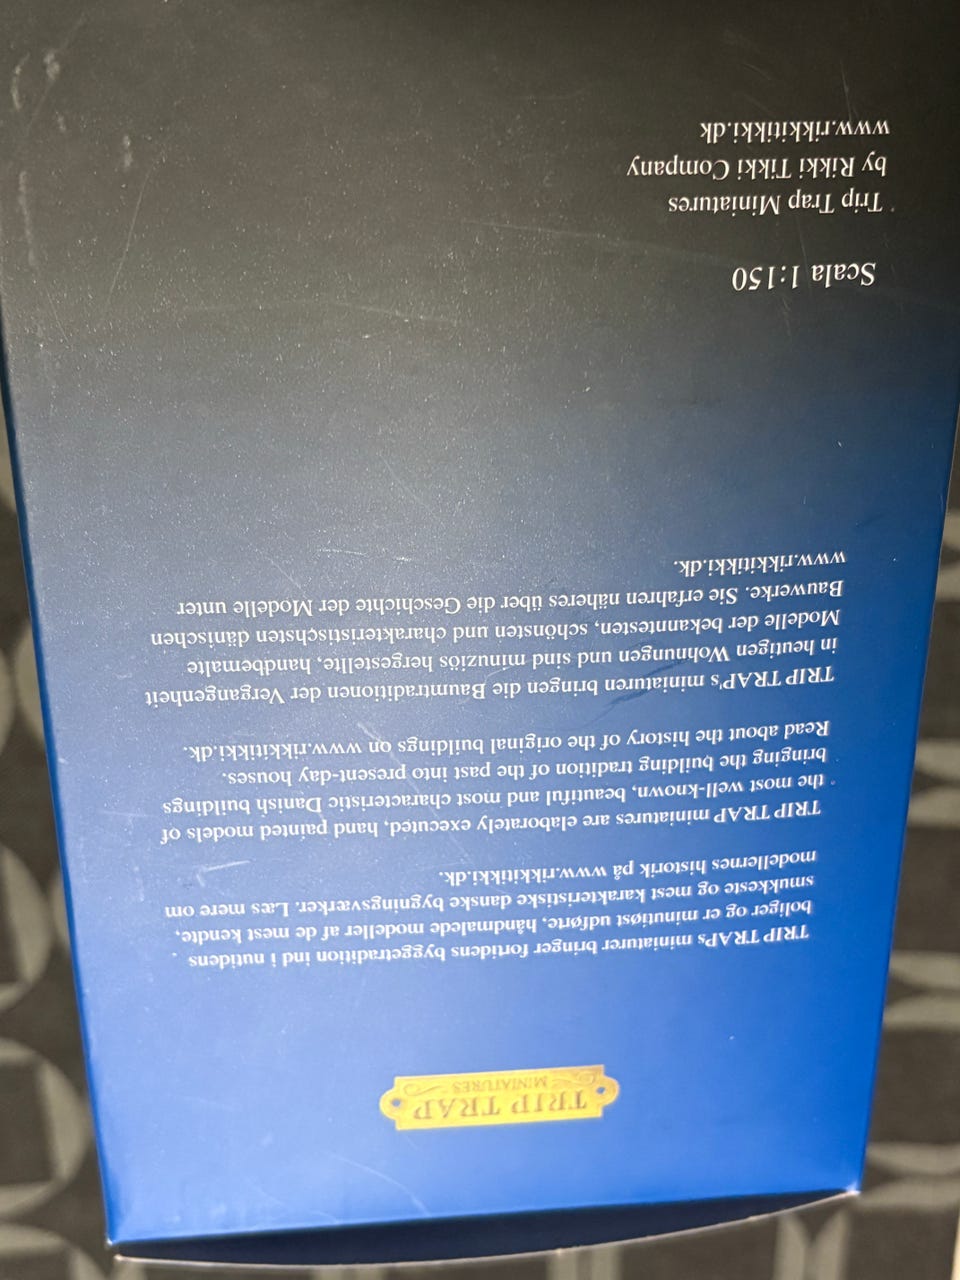 TRIP TRAP
MINIATURES
TRIP TRAPs miniaturer bringer fortidens byggetradition ind i nutidens
boliger og er minutiøst udførte, håndmalede modeller af de mest kendte,
smukkeste og mest karakteristiske danske bygningsværker. Læs mere om
modellernes historik på www.rikkitikki.dk.
TRIP TRAP miniatures are elaborately executed, hand painted models of
the most well-known, beautiful and most characteristic Danish buildings
bringing the building tradition of the past into present-day houses.
Read about the history of the original buildings on www.rikkitikki.dk.
TRIP TRAP's miniaturen bringen die Baumtraditionen der Vergangenheit
in heutigen Wohnungen und sind minuziös hergestellte, handbemalte
Modelle der bekanntesten, schönsten und charakteristischsten dänischen
Bauwerke. Sie erfahren näheres über die Geschichte der Modelle unter
www.rikkitikki.dk.
Scala 1:150
Trip Trap Miniatures
by Rikki Tikki Company
www.rikkitikki.dk